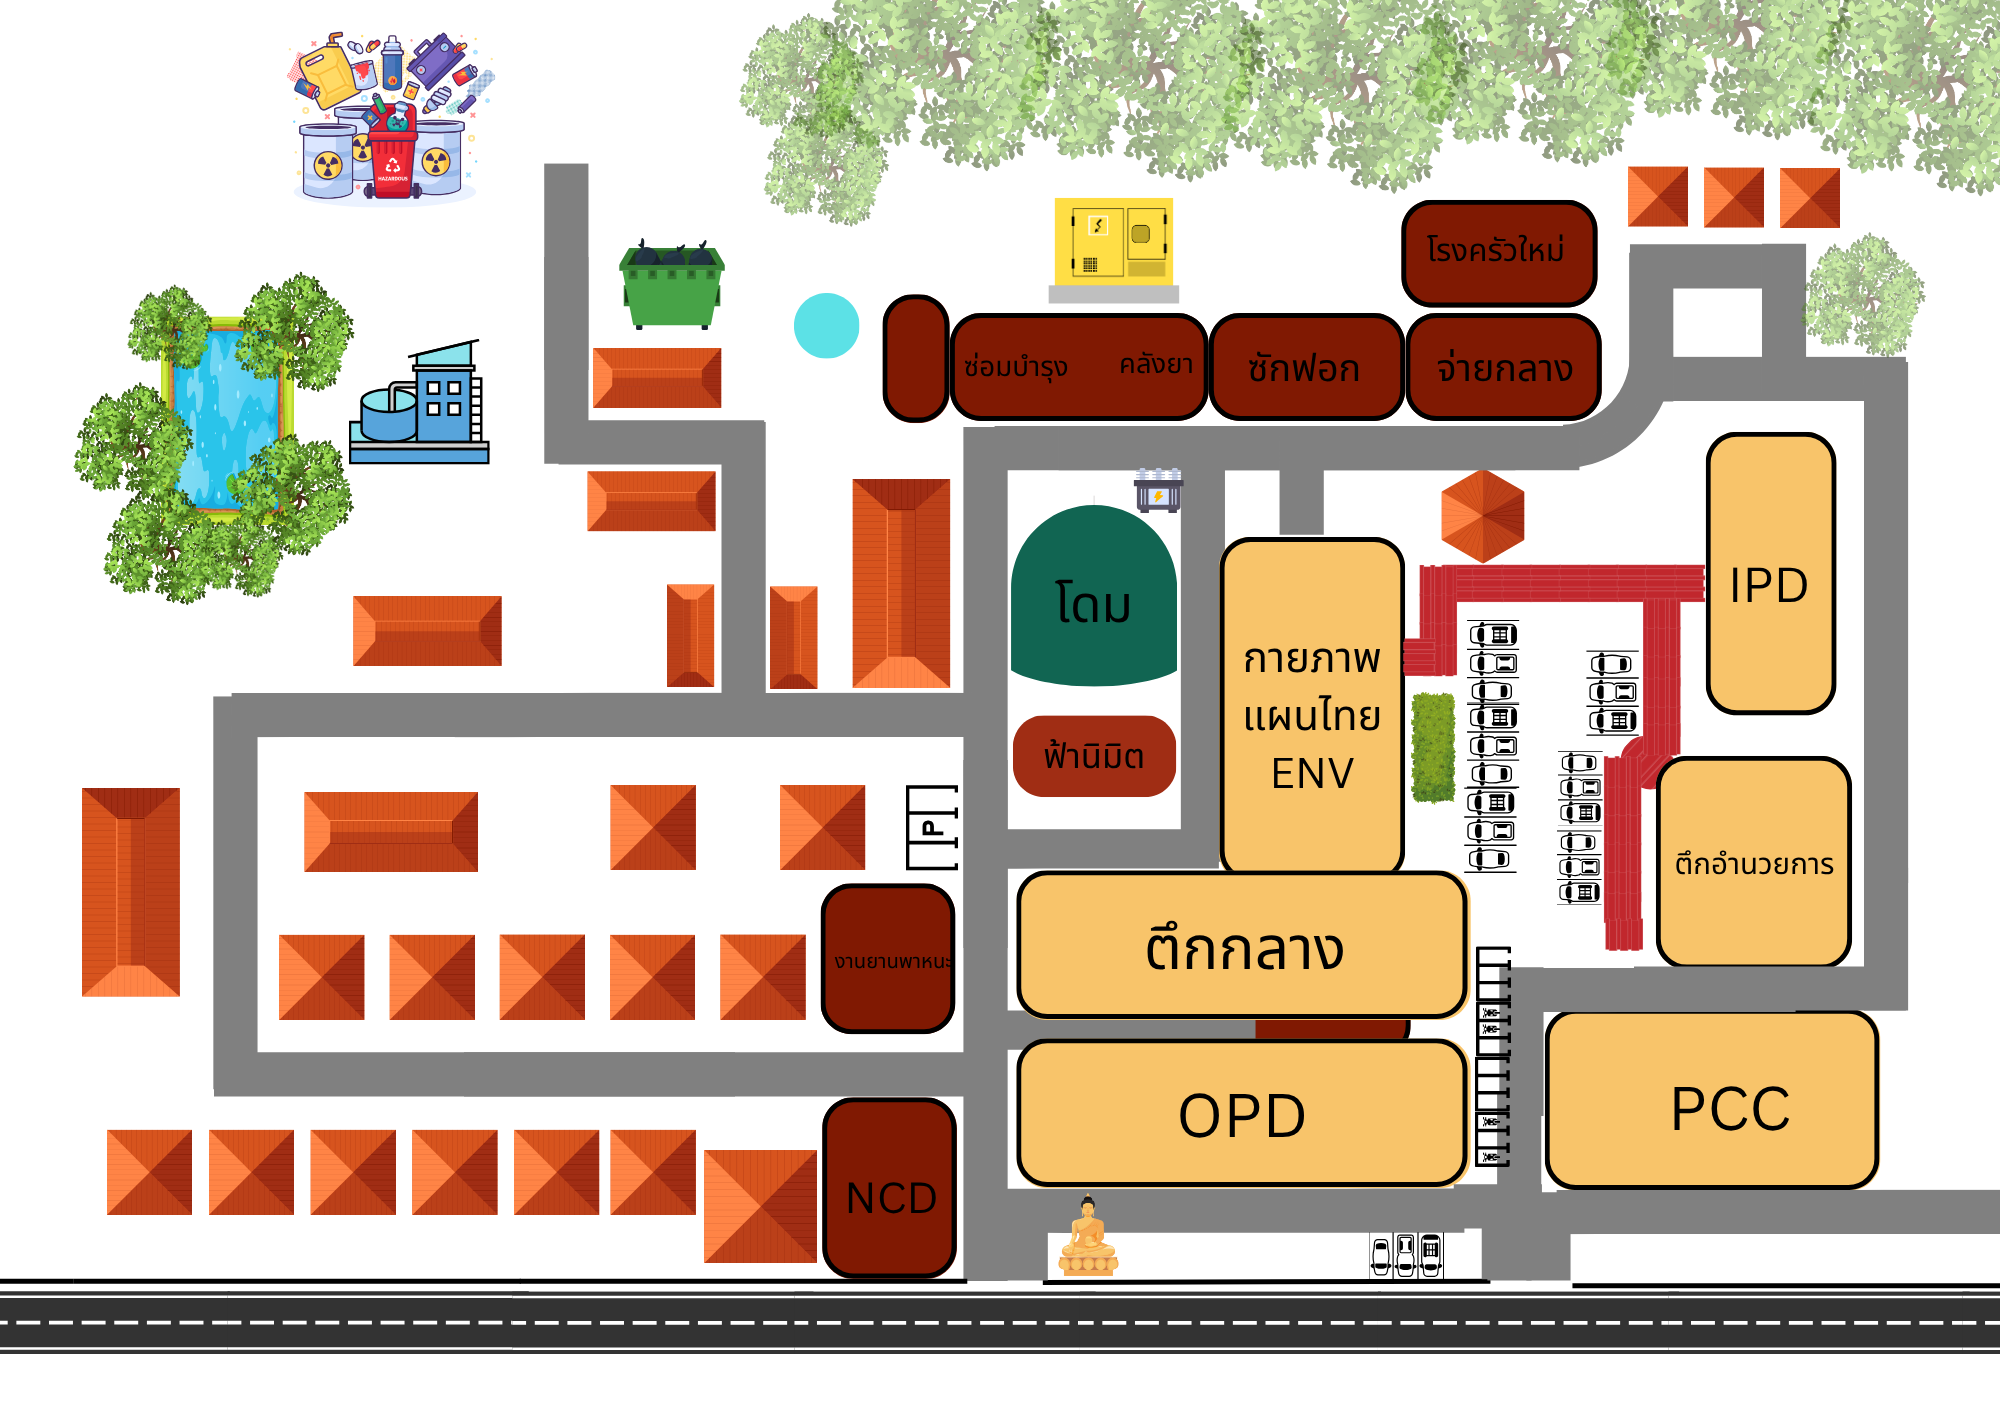 HAZARDOUS
โรงครัวใหม่
ซ่อมบำรุง
คลังยา
ซักฟอก
จ่ายกลาง
IPD
โดม
กายภาพ
แผนไทย
ENV
ฟ้านิมิต
P
ตึกอำนวยการ
ตึกกลาง
งานยานพาหนะ
OPD
PCC
NCD